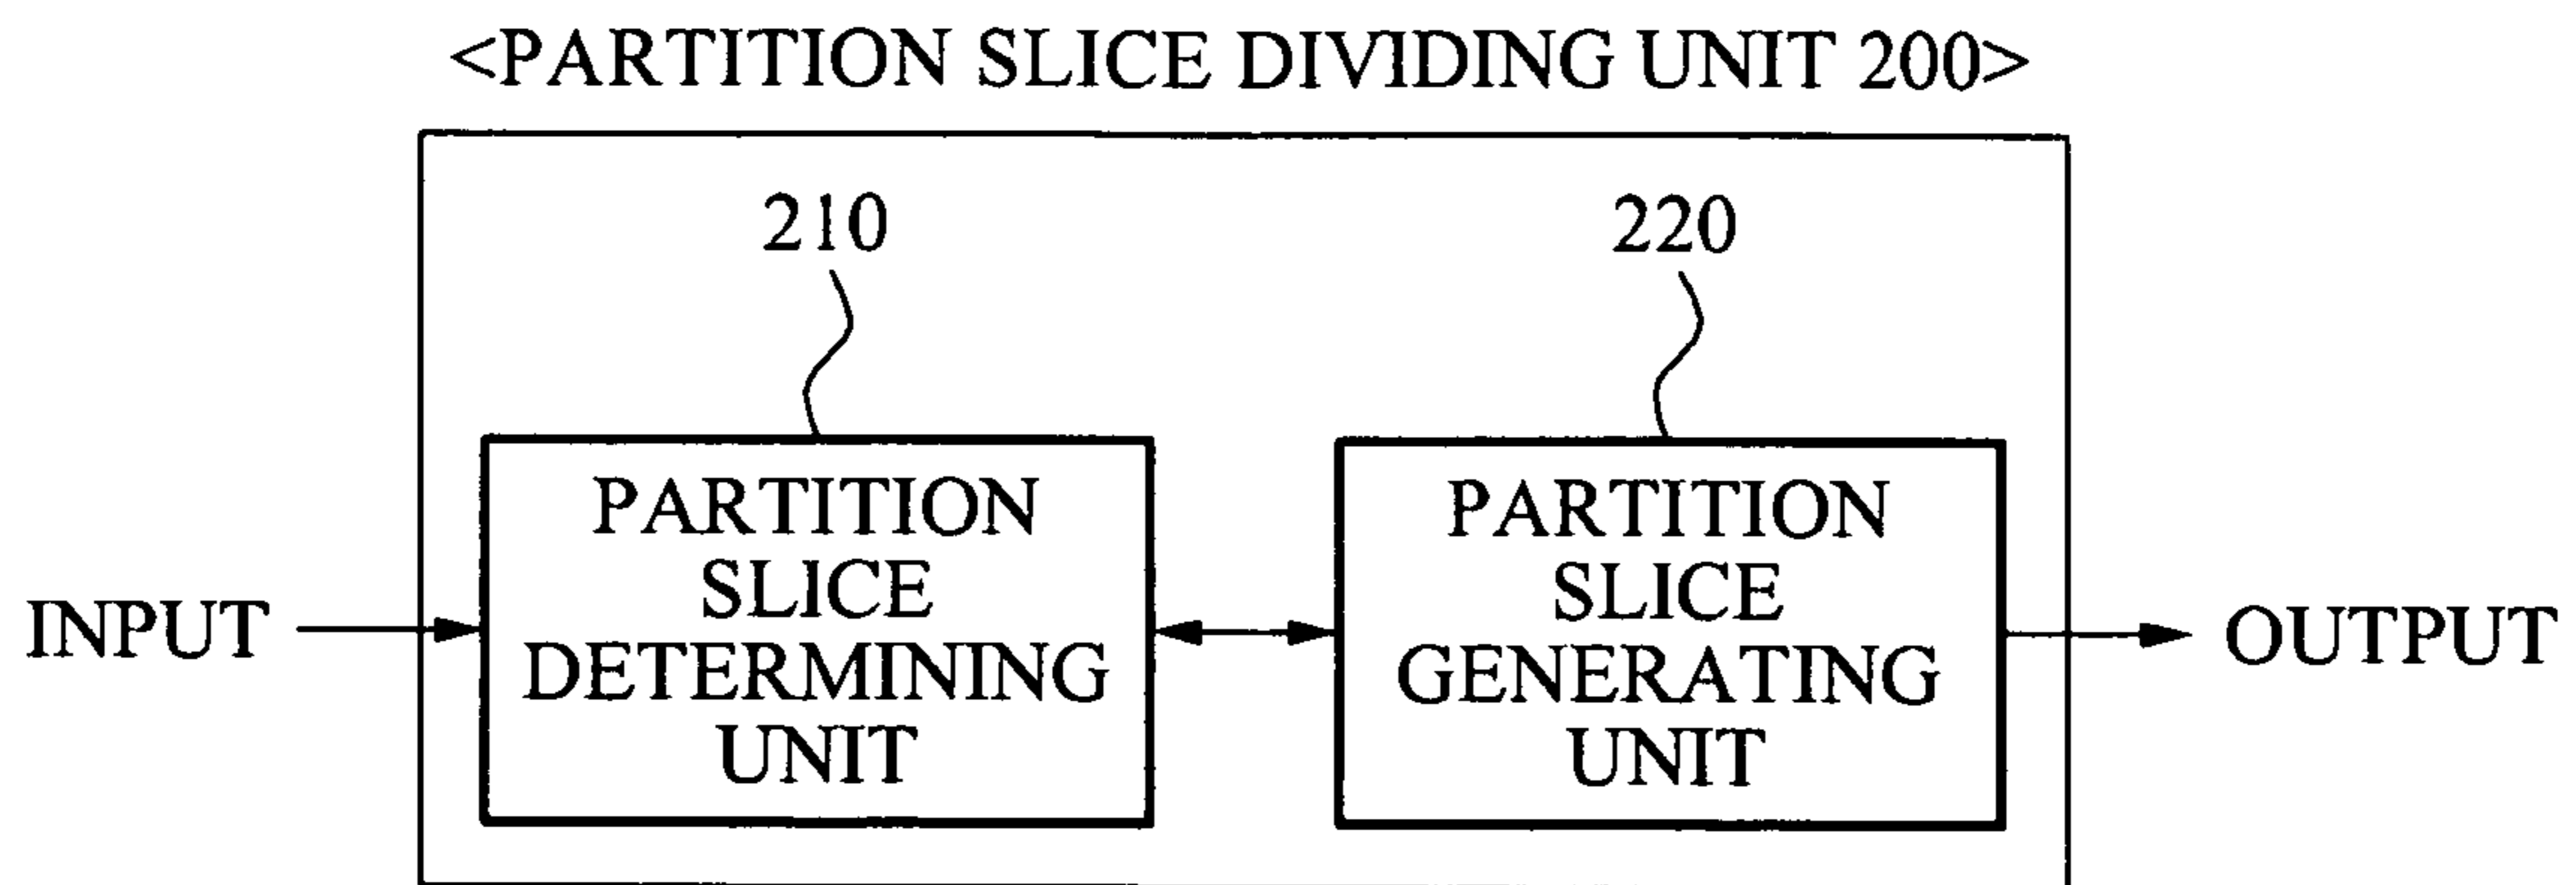 <PARTITION SLICE DIVIDING UNIT 200>
210
220
INPUT
PARTITION
SLICE
DETERMINING
UNIT
PARTITION
SLICE
GENERATING
UNIT
OUTPUT